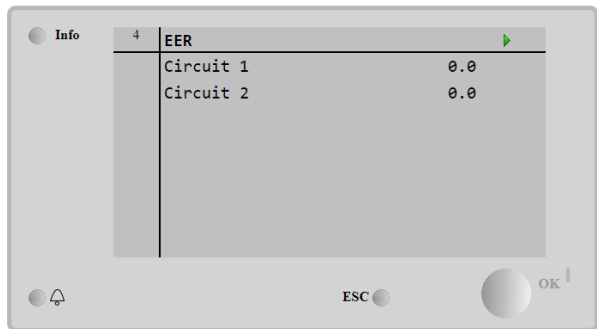 Info
4 EER
Circuit 1 0.0
Circuit 2 0.0
ESC
OK